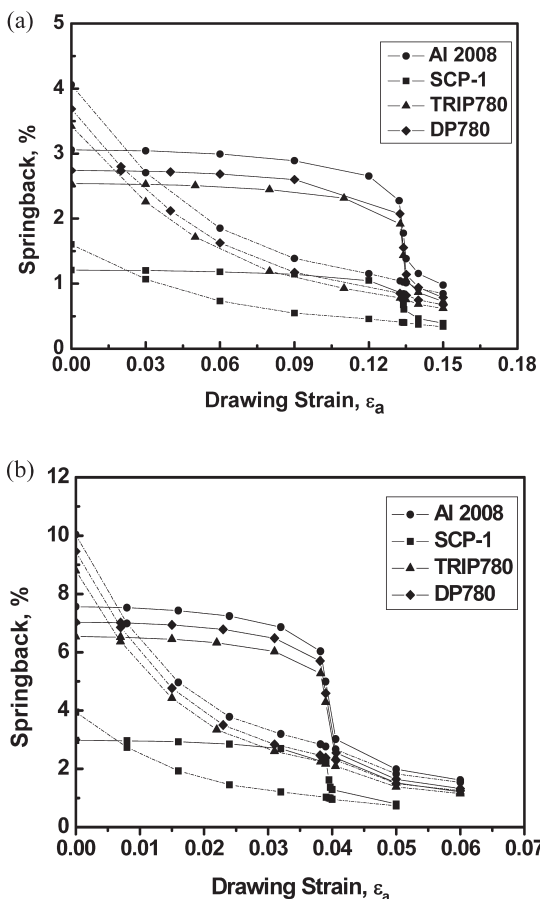 (a)
5
4
3
2
1
0
Springback, %
Al 2008
SCP-1
TRIP780
DP780
0.00 0.03 0.06 0.09 0.12 0.15 0.18
Drawing Strain, εa
(b)
12
10
8
6
4
2
0
Springback, %
Al 2008
SCP-1
TRIP780
DP780
0.00 0.01 0.02 0.03 0.04 0.05 0.06 0.07
Drawing Strain, εa